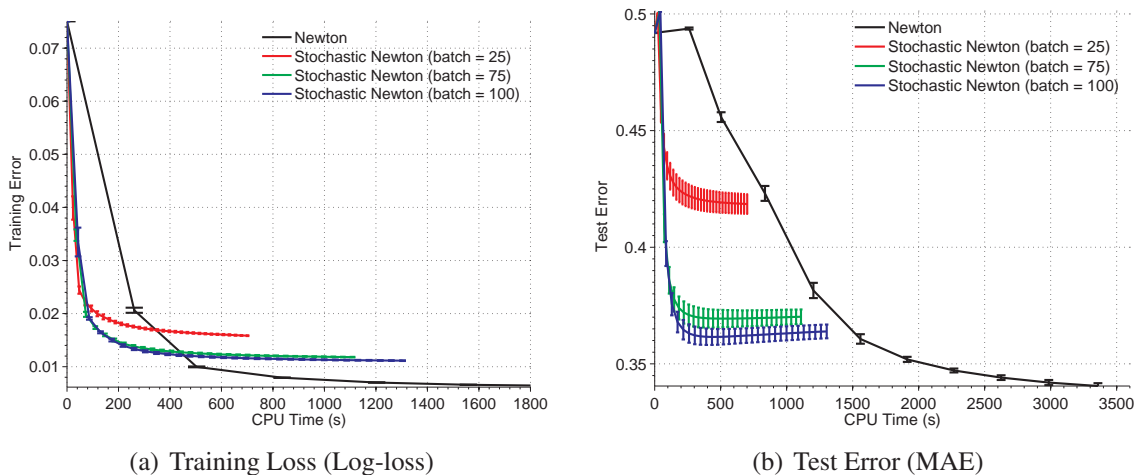 0.07
0.06
0.05
0.04
0.03
0.02
0.01
Training Error
0 200 400 600 800 1000 1200 1400 1600 1800
CPU Time (s)
Newton
Stochastic Newton (batch = 25)
Stochastic Newton (batch = 75)
Stochastic Newton (batch = 100)
(a) Training Loss (Log-loss)
0.5
0.45
0.4
0.35
Test Error
0 500 1000 1500 2000 2500 3000 3500
CPU Time (s)
Newton
Stochastic Newton (batch = 25)
Stochastic Newton (batch = 75)
Stochastic Newton (batch = 100)
(b) Test Error (MAE)